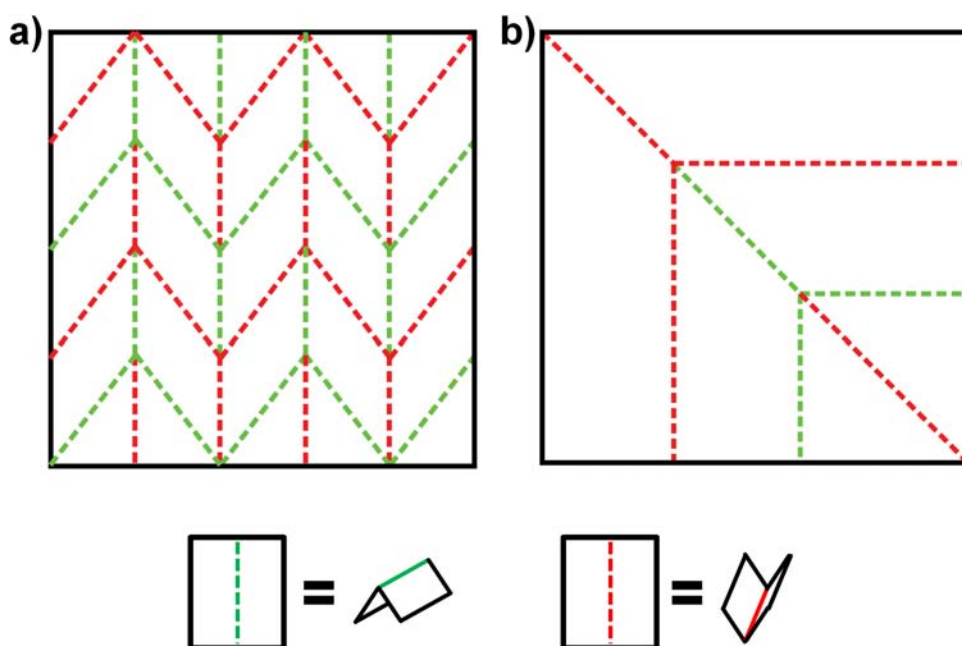 a)
b)
=
=